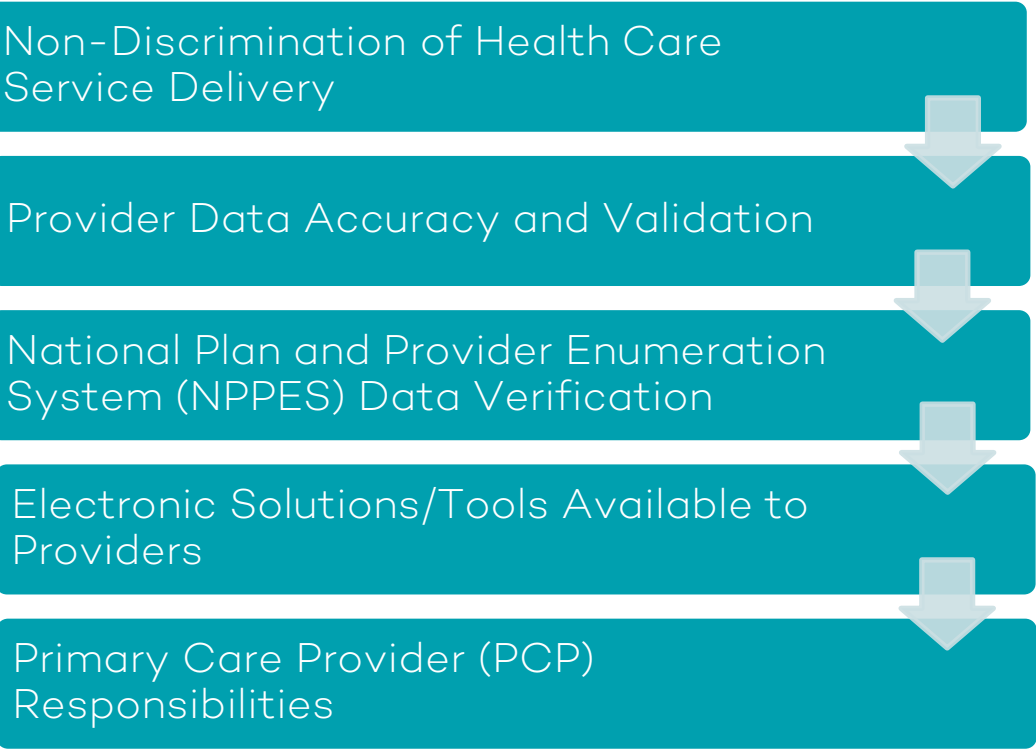 Non-Discrimination of Health Care
Service Delivery
Provider Data Accuracy and Validation
National Plan and Provider Enumeration
System (NPPES) Data Verification
Electronic Solutions/Tools Available to
Providers
Primary Care Provider (PCP)
Responsibilities